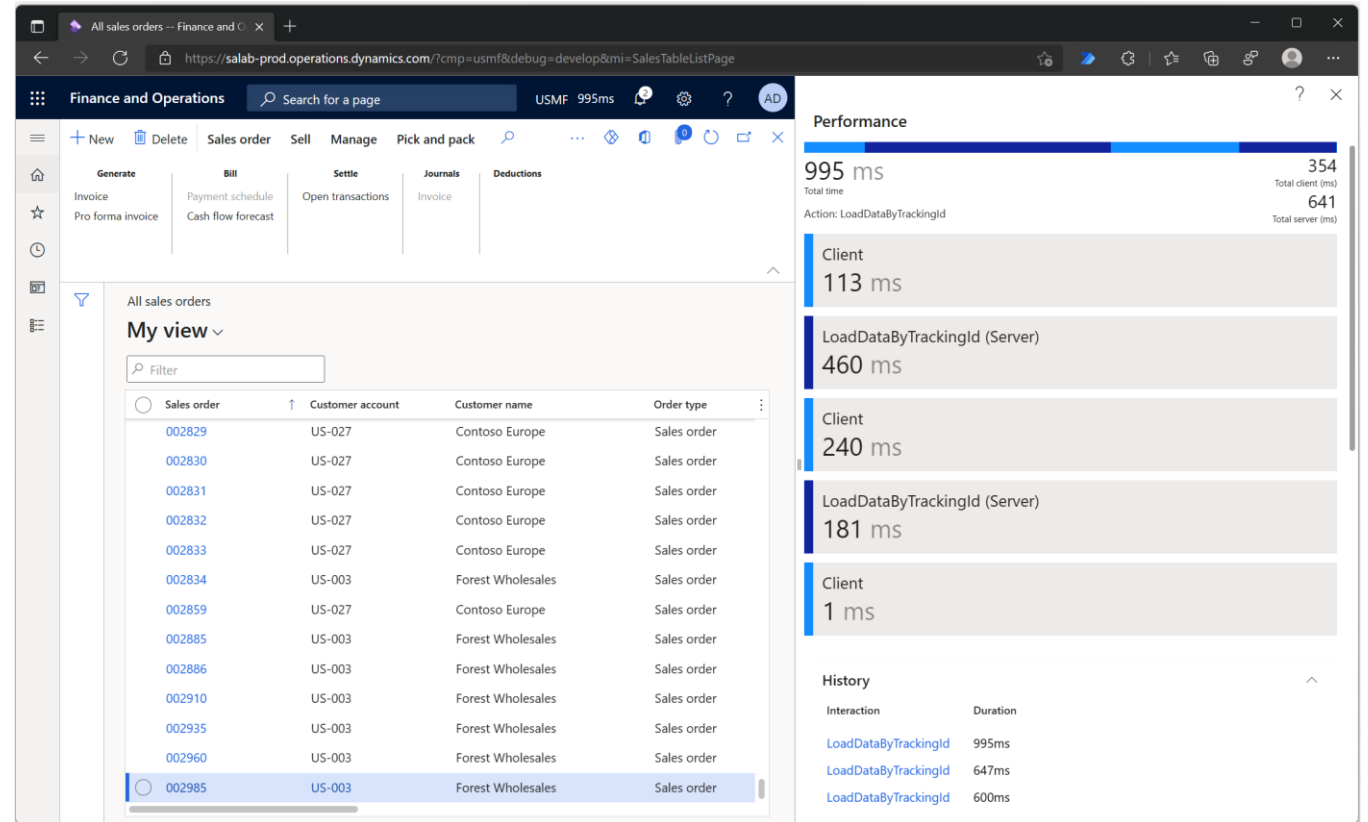 All sales orders -- Finance and O
https://salab-prod.operations.dynamics.com/?cmp=usmf&debug=develop&mi=SalesTableListPage
Finance and Operations Search for a page USMF 995ms 2 ? AD
New Delete Sales order Sell Manage Pick and pack ... 0
Generate Bill Settle Journals Deductions
Invoice Payment schedule Open transactions Invoice
Pro forma invoice Cash flow forecast
All sales orders
My view
Filter
Sales order Customer account Customer name Order type
002829 US-027 Contoso Europe Sales order
002830 US-027 Contoso Europe Sales order
002831 US-027 Contoso Europe Sales order
002832 US-027 Contoso Europe Sales order
002833 US-027 Contoso Europe Sales order
002834 US-003 Forest Wholesales Sales order
002859 US-027 Contoso Europe Sales order
002885 US-003 Forest Wholesales Sales order
002886 US-003 Forest Wholesales Sales order
002910 US-003 Forest Wholesales Sales order
002935 US-003 Forest Wholesales Sales order
002960 US-003 Forest Wholesales Sales order
002985 US-003 Forest Wholesales Sales order
?
Performance
995 ms
Total time
354
Total client (ms)
641
Total server (ms)
Action: LoadDataByTrackingId
Client
113 ms
LoadDataByTrackingId (Server)
460 ms
Client
240 ms
LoadDataByTrackingId (Server)
181 ms
Client
1 ms
History
Interaction Duration
LoadDataByTrackingId 995ms
LoadDataByTrackingId 647ms
LoadDataByTrackingId 600ms